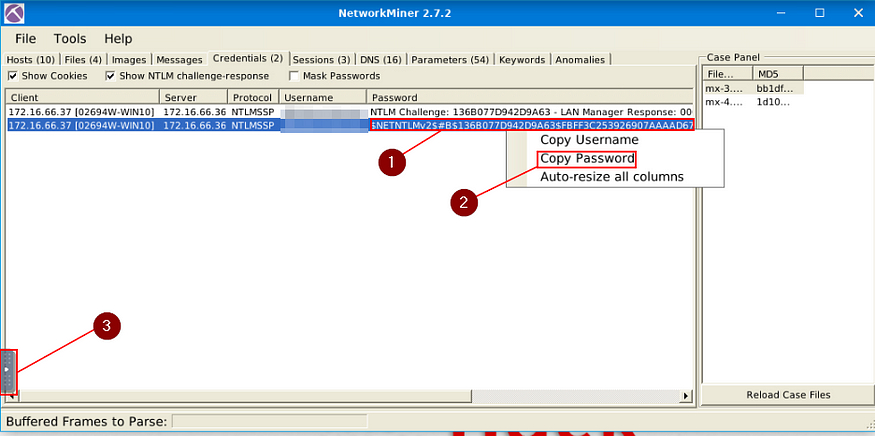 NetworkMiner 2.7.2
File Tools Help
Hosts (10) Files (4) Images Messages Credentials (2) Sessions (3) DNS (16) Parameters (54) Keywords Anomalies
Case Panel
Show Cookies Show NTLM challenge-response Mask Passwords
File... MD5
mx-3.... bb1df...
mx-4.... 1d10...
Client Server Protocol Username Password
172.16.66.37 [02694W-WIN10] 172.16.66.36 NTLMSSP NTLM Challenge: 136B077D942D9A63 - LAN Manager Response: 00
172.16.66.37 [02694W-WIN10] 172.16.66.36 NTLMSSP $NETNTLMv2$#B$136B077D942D9A63$FBFF3C253926907AAAAD67
Copy Username
Copy Password
Auto-resize all columns
1
2
3
Reload Case Files
Buffered Frames to Parse: